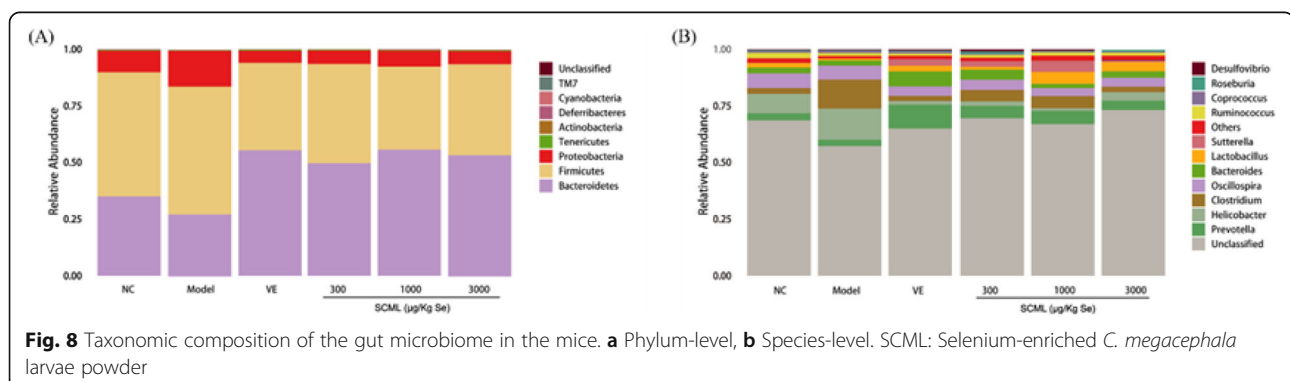 (A)
1.00
0.75
0.50
0.25
0.00
Relative Abundance
NC Model VE 300 1000 3000
SCML (μg/Kg Se)
Unclassified
TM7
Cyanobacteria
Deferribacteres
Actinobacteria
Tenericutes
Proteobacteria
Firmicutes
Bacteroidetes
(B)
1.00
0.75
0.50
0.25
0.00
Relative Abundance
NC Model VE 300 1000 3000
SCML (μg/Kg Se)
Desulfovibrio
Roseburia
Coprococcus
Ruminococcus
Others
Sutterella
Lactobacillus
Bacteroides
Oscillospira
Clostridium
Helicobacter
Prevotella
Unclassified
Fig. 8 Taxonomic composition of the gut microbiome in the mice. a Phylum-level, b Species-level. SCML: Selenium-enriched C. megacephala
larvae powder